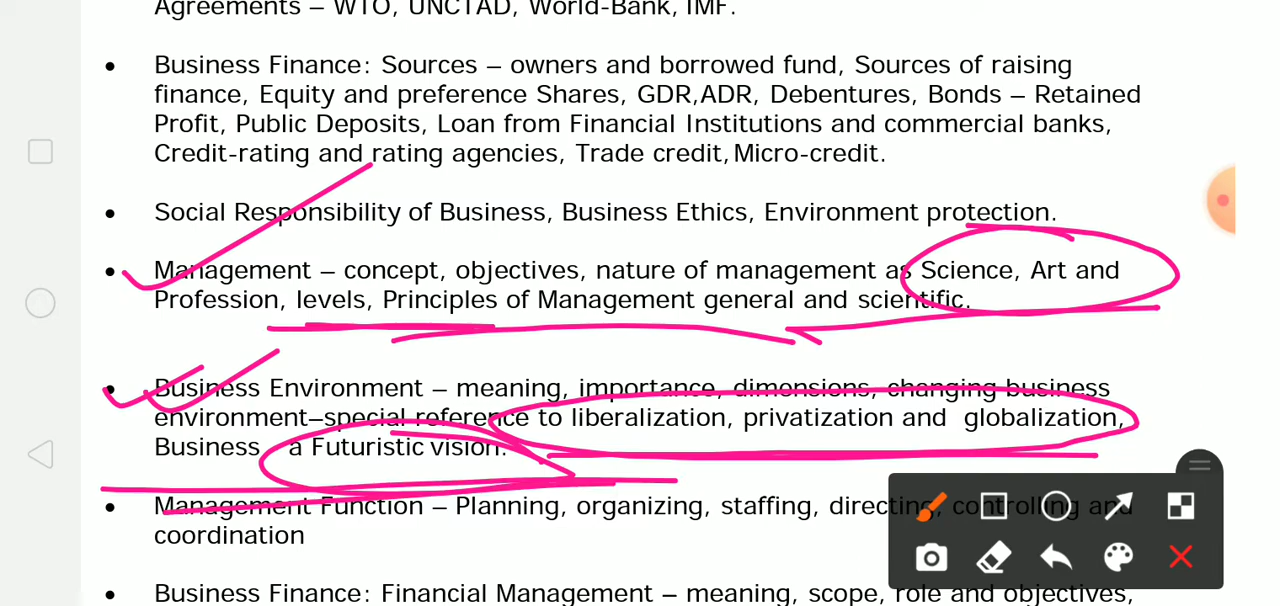 Agreements – WTO, UNCTAD, World-Bank, IMF.
• Business Finance: Sources – owners and borrowed fund, Sources of raising
finance, Equity and preference Shares, GDR,ADR, Debentures, Bonds – Retained
Profit, Public Deposits, Loan from Financial Institutions and commercial banks,
Credit-rating and rating agencies, Trade credit, Micro-credit.
• Social Responsibility of Business, Business Ethics, Environment protection.
• Management – concept, objectives, nature of management as Science, Art and
Profession, levels, Principles of Management general and scientific.
• Business Environment – meaning, importance, dimensions, changing business
environment–special reference to liberalization, privatization and globalization,
Business a Futuristic vision.
• Management Function – Planning, organizing, staffing, directing, controlling and
coordination
• Business Finance: Financial Management – meaning, scope, role and objectives,